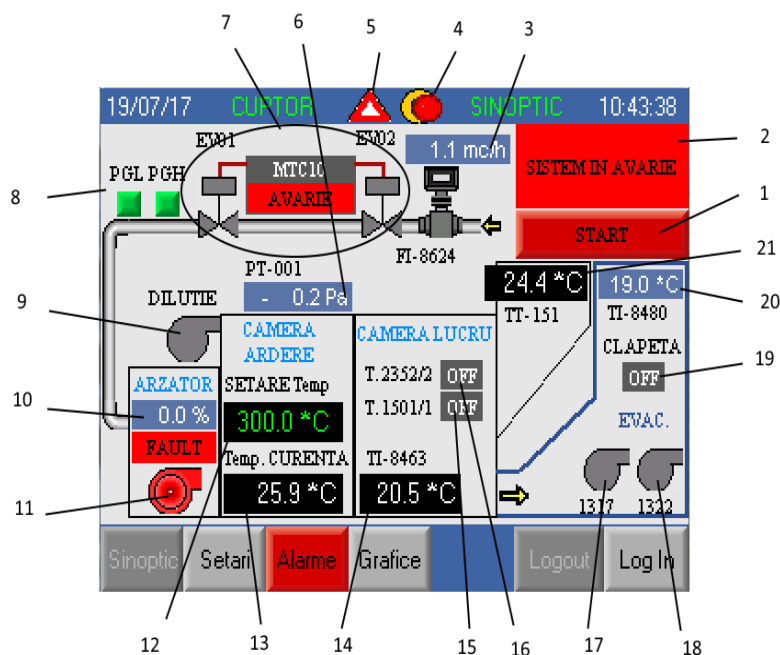 7 6 5 4 3
19/07/17 CUPTOR SINOPTIC 10:43:38
2
EV01 EV02
1.1 mc/h
SISTEM IN AVARIE
8 PGL PGH
MTC10
AVARIE
1
START
FI-8624
21
PT-001
- 0.2 Pa
24.4 *C
19.0 *C
20
9
DILUTIE
TT-151
TI-8480
CAMERA
ARDERE
CAMERA LUCRU
CLAPETA
19
ARZATOR
SETARE Temp
T.2352/2 OFF
OFF
10
0.0 %
300.0 *C
T.1501/1 OFF
EVAC.
FAULT
Temp. CURENTA
TI-8463
11
25.9 *C
20.5 *C
1317 1322
Sinoptic Setari Alarme Grafice Logout Log In
12 13 14 15 16 17 18